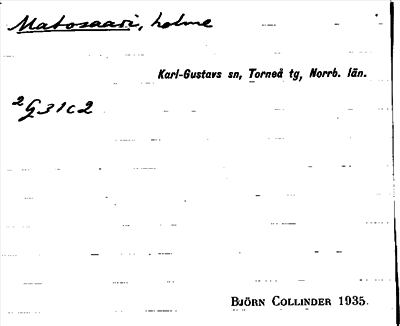 Matosaari, holme
Karl-Gustavs sn, Torneå tg, Norrb. län.
2G31c2
BJÖRN COLLINDER 1935.